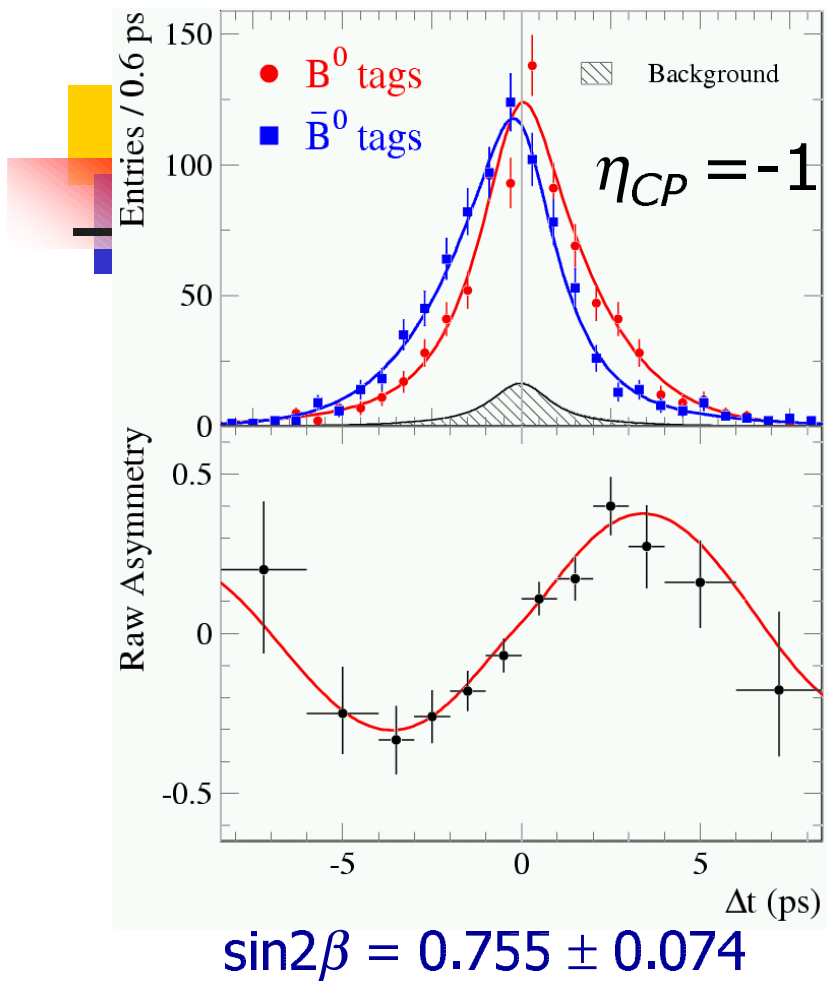 150
B⁰ tags
Background
B̄⁰ tags
Entries / 0.6 ps
100
η_CP = -1
50
0
0.5
Raw Asymmetry
0
-0.5
-5 0 5
Δt (ps)
sin2β = 0.755 ± 0.074